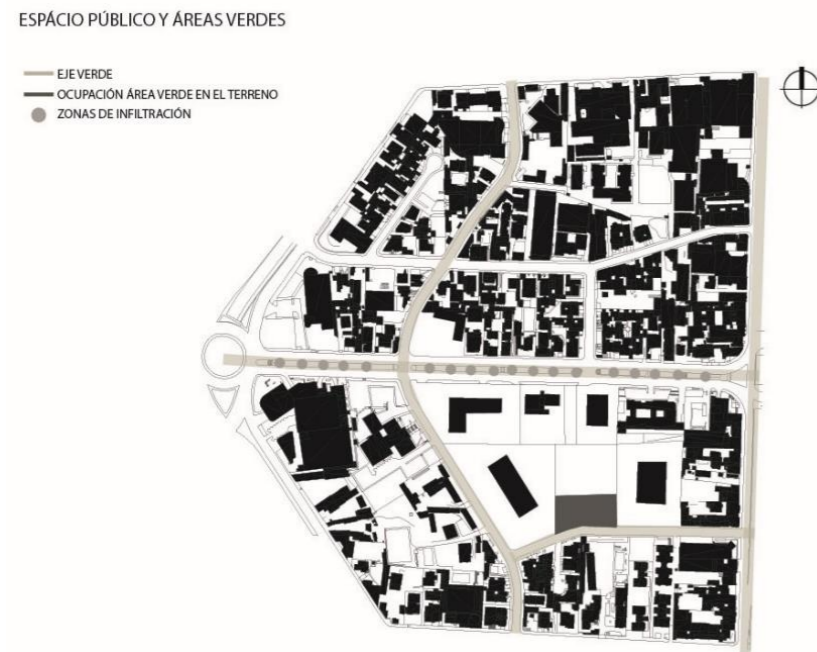 ESPÁCIO PÚBLICO Y ÁREAS VERDES
EJE VERDE
OCUPACIÓN ÁREA VERDE EN EL TERRENO
ZONAS DE INFILTRACIÓN